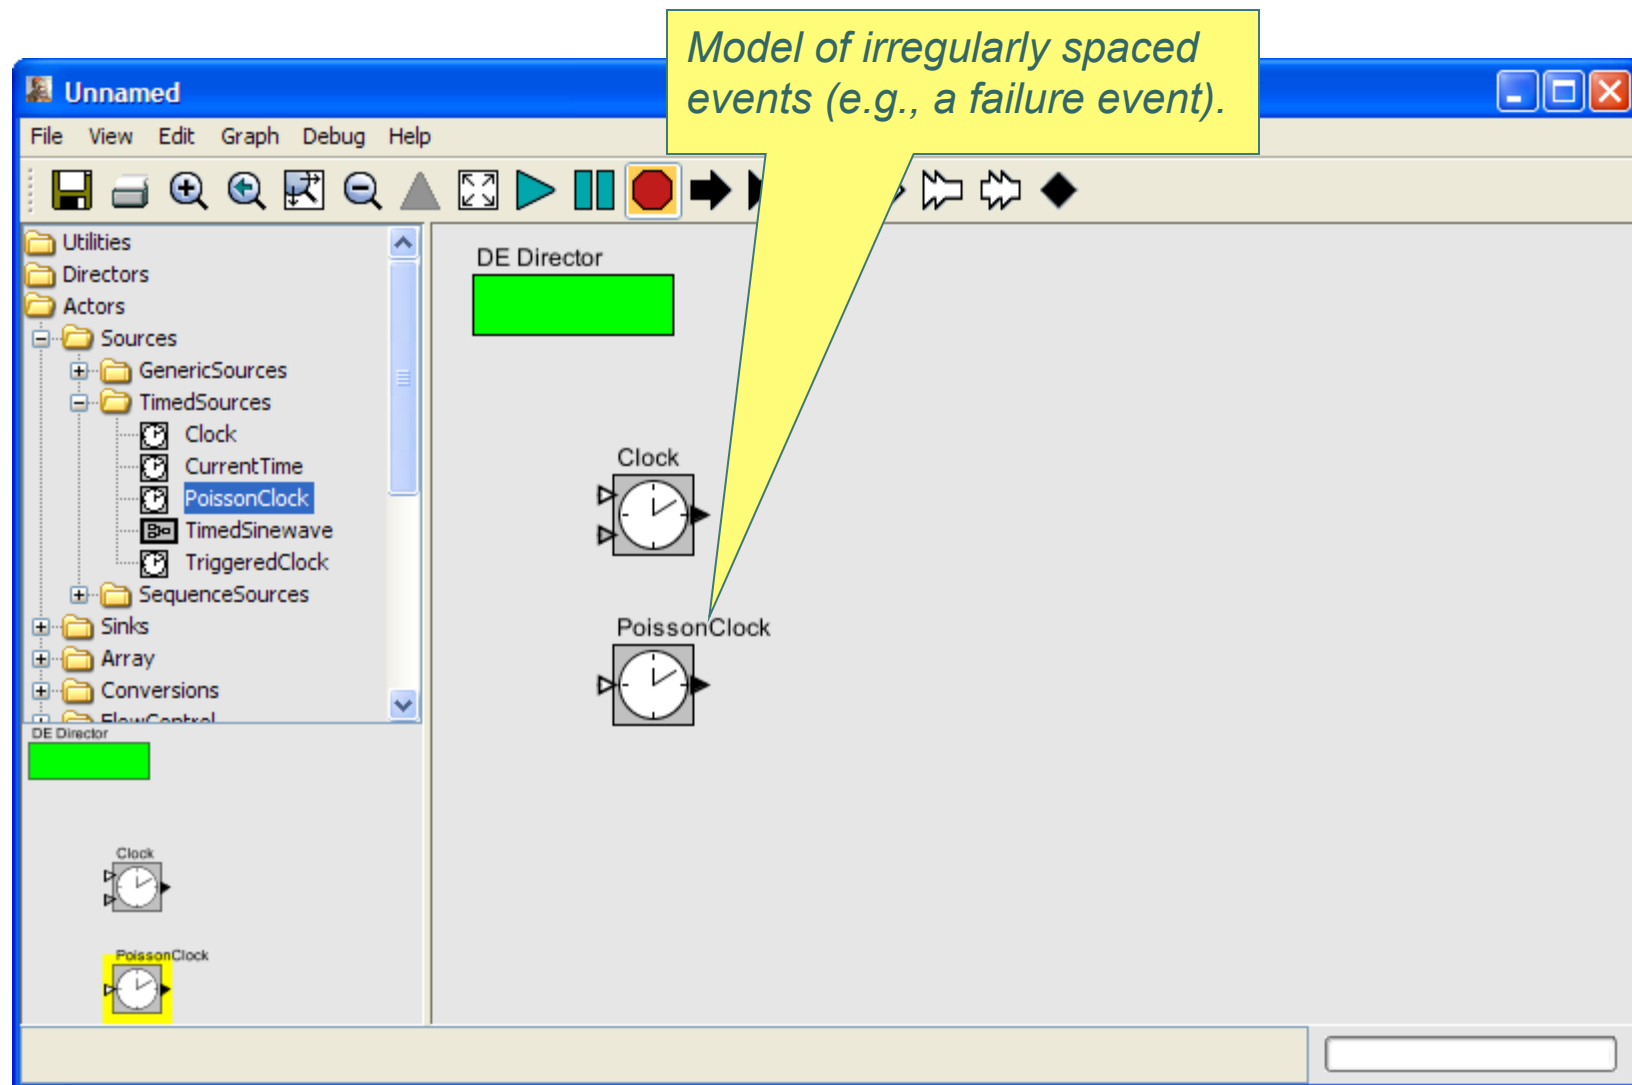 Model of irregularly spaced
events (e.g., a failure event).
Unnamed
File View Edit Graph Debug Help
Utilities
Directors
Actors
Sources
GenericSources
TimedSources
Clock
CurrentTime
PoissonClock
TimedSinewave
TriggeredClock
SequenceSources
Sinks
Array
Conversions
FlowControl
DE Director
Clock
PoissonClock
DE Director
Clock
PoissonClock